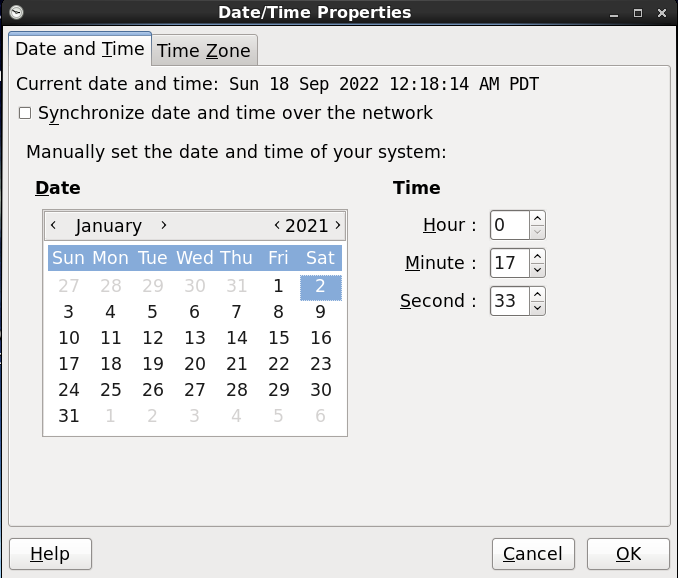 Date/Time Properties
Date and Time Time Zone
Current date and time: Sun 18 Sep 2022 12:18:14 AM PDT
Synchronize date and time over the network
Manually set the date and time of your system:
Date
January 2021
Sun Mon Tue Wed Thu Fri Sat
27 28 29 30 31 1 2
3 4 5 6 7 8 9
10 11 12 13 14 15 16
17 18 19 20 21 22 23
24 25 26 27 28 29 30
31 1 2 3 4 5 6
Time
Hour : 0
Minute : 17
Second : 33
Help Cancel OK